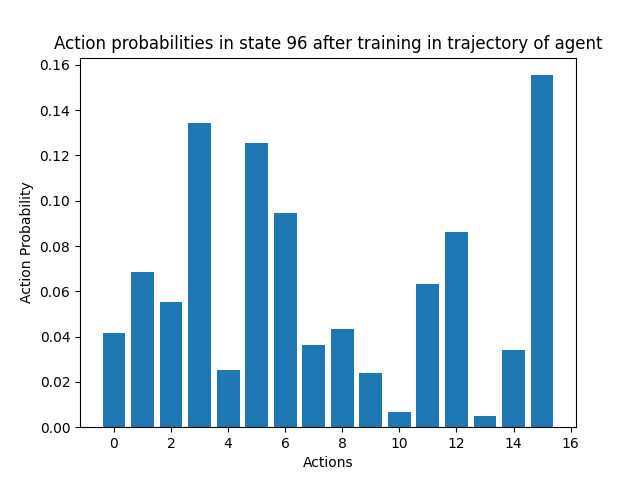 Action probabilities in state 96 after training in trajectory of agent
0.16
0.14
0.12
0.10
0.08
0.06
0.04
0.02
0.00
Action Probability
0 2 4 6 8 10 12 14 16
Actions